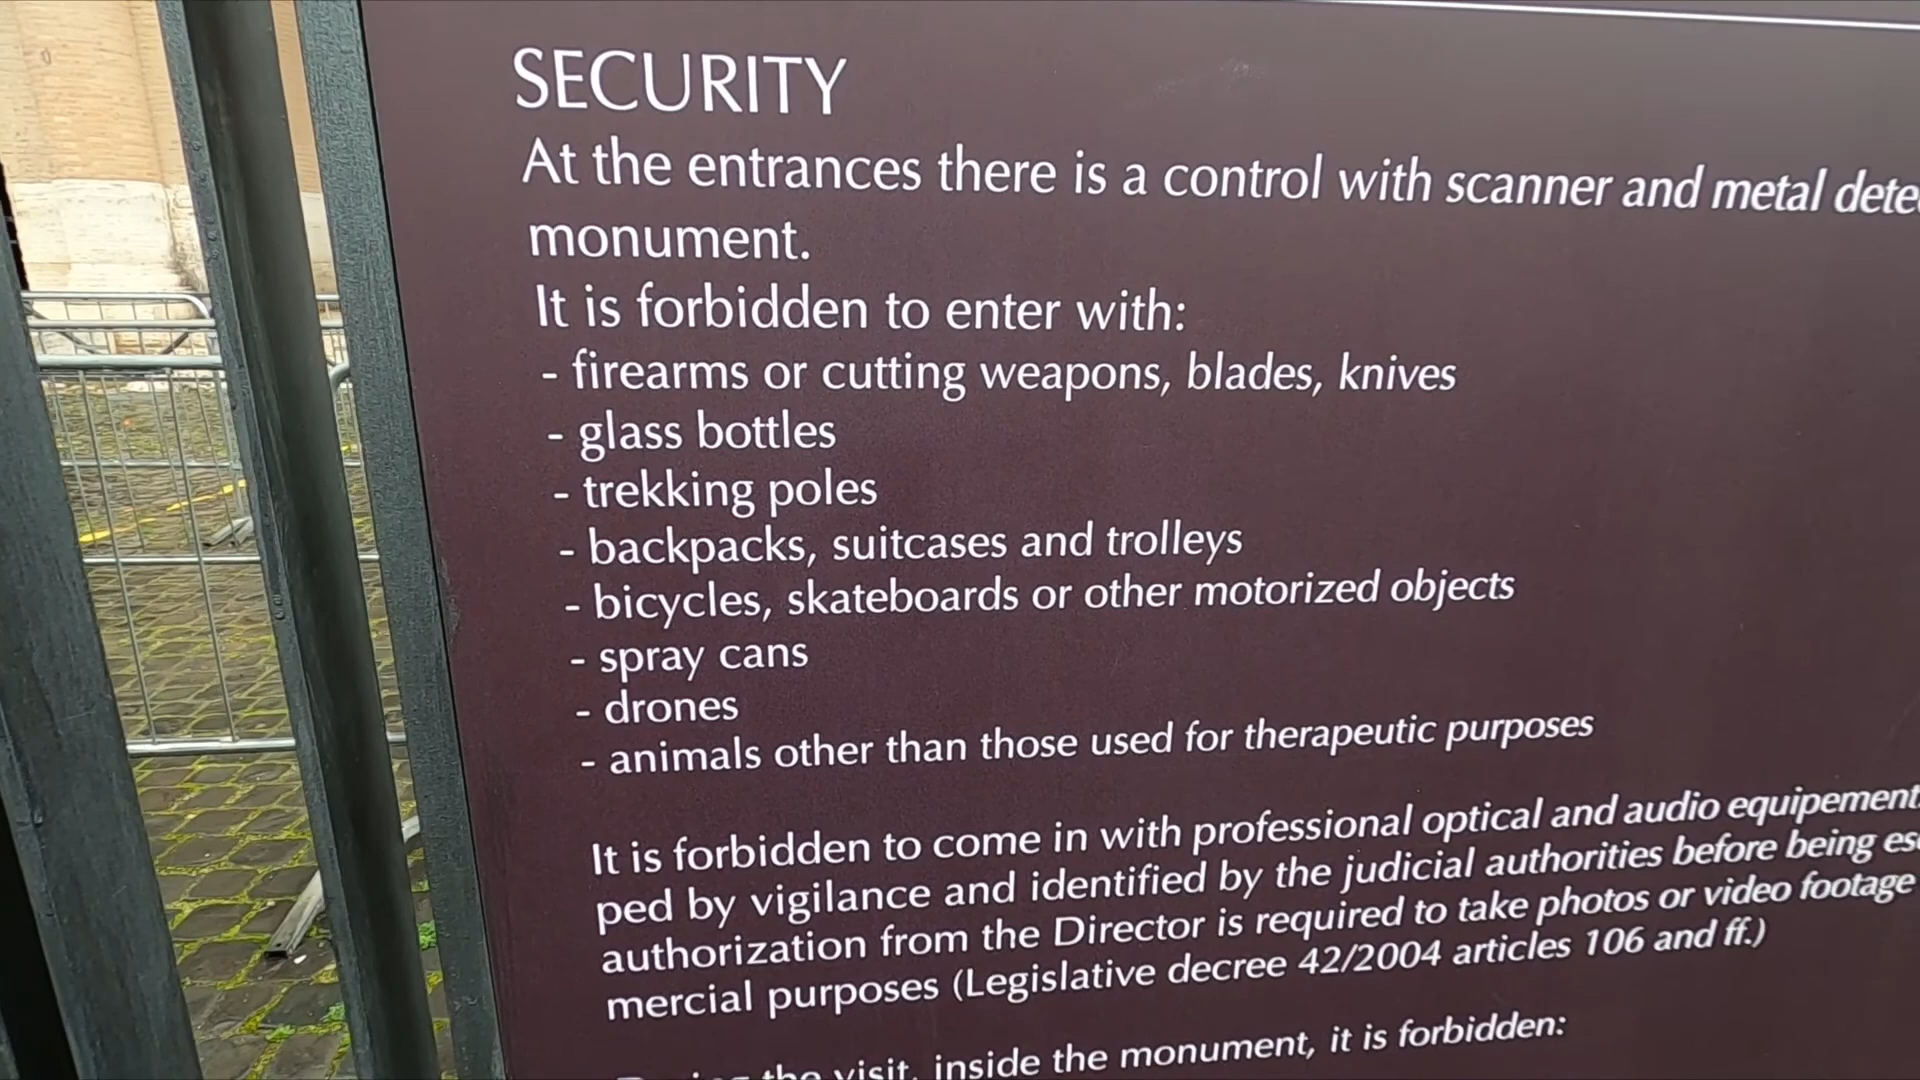 SECURITY
At the entrances there is a control with scanner and metal
monument.
It is forbidden to enter with:
- firearms or cutting weapons, blades, knives
- glass bottles
- trekking poles
- backpacks, suitcases and trolleys
- bicycles, skateboards or other motorized objects
- spray cans
- drones
- animals other than those used for therapeutic purposes
It is forbidden to come in with professional optical and audio equipement
ped by vigilance and identified by the judicial authorities before being
authorization from the Director is required to take photos or video footage
mercial purposes (Legislative decree 42/2004 articles 106 and ff.)
the visit, inside the monument, it is forbidden: